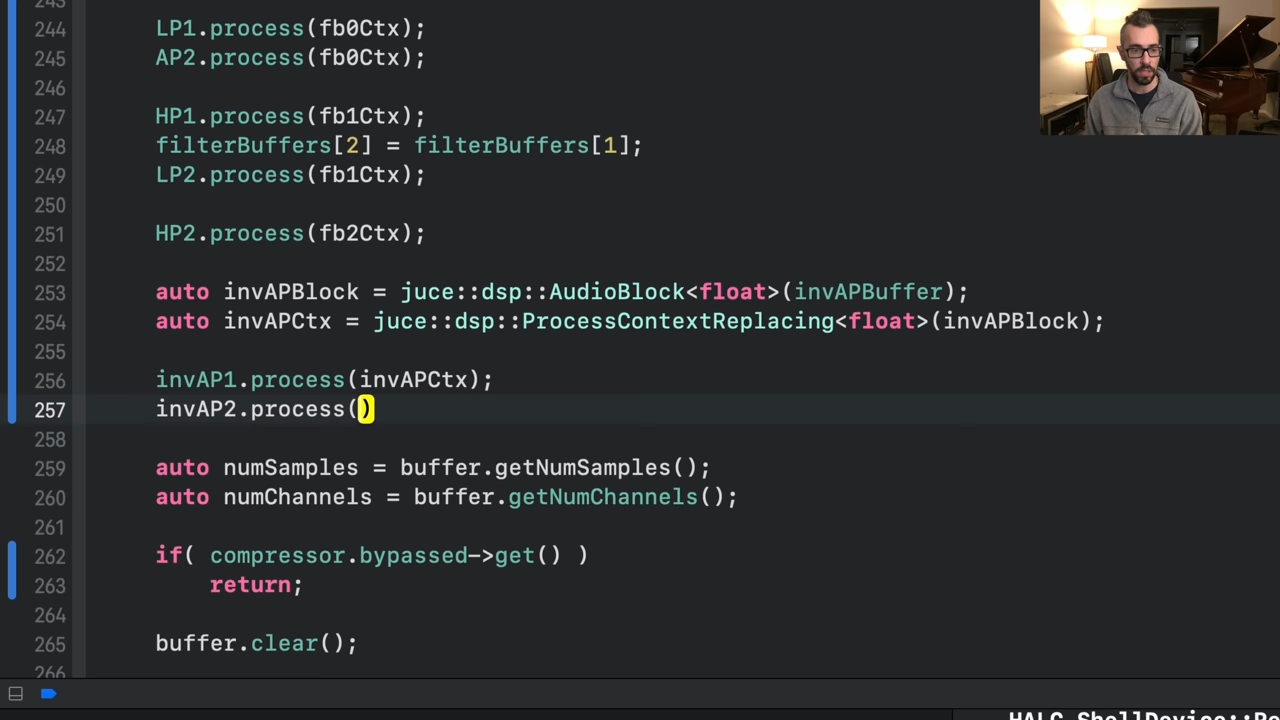 243
244 LP1.process(fb0Ctx);
245 AP2.process(fb0Ctx);
246
247 HP1.process(fb1Ctx);
248 filterBuffers[2] = filterBuffers[1];
249 LP2.process(fb1Ctx);
250
251 HP2.process(fb2Ctx);
252
253 auto invAPBlock = juce::dsp::AudioBlock<float>(invAPBuffer);
254 auto invAPCtx = juce::dsp::ProcessContextReplacing<float>(invAPBlock);
255
256 invAP1.process(invAPCtx);
257 invAP2.process()
258
259 auto numSamples = buffer.getNumSamples();
260 auto numChannels = buffer.getNumChannels();
261
262 if( compressor.bypassed->get() )
263 return;
264
265 buffer.clear();
266